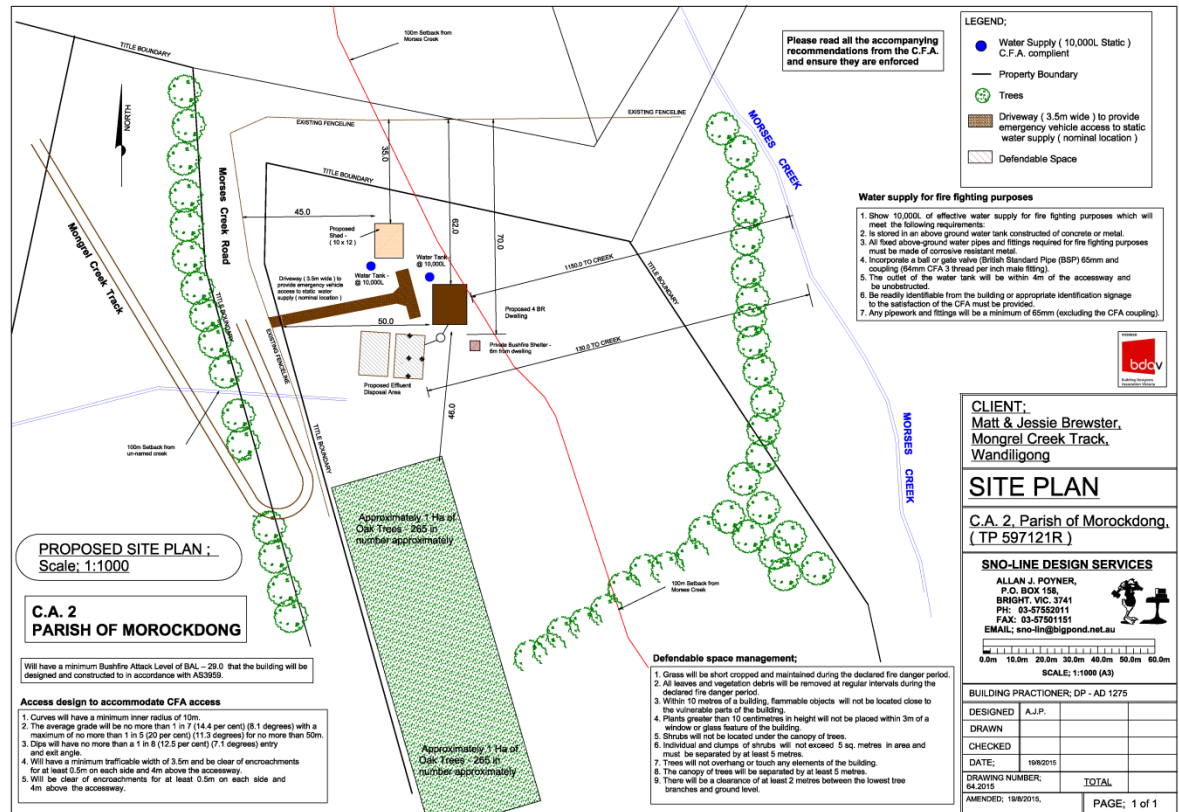 TITLE BOUNDARY
100m Setback from
Morses Creek
Please read all the accompanying
recommendations from the C.F.A.
and ensure they are enforced
LEGEND;
Water Supply ( 10,000L Static )
C.F.A. complient
Property Boundary
Trees
Driveway ( 3.5m wide ) to provide
emergency vehicle access to static
water supply ( nominal location )
Defendable Space
NORTH
EXISTING FENCELINE
EXISTING FENCELINE
MORSES CREEK
35.0
TITLE BOUNDARY
Morses Creek Road
Mongrel Creek Track
45.0
62.0
70.0
Proposed
Shed -
( 10 x 12 )
Water Tank -
@ 10,000L
Water Tank
@ 10,000L
Driveway ( 3.5m wide ) to
provide emergency vehicle
access to static water
supply ( nominal location )
1150.0 TO CREEK
TITLE BOUNDARY
Proposed 4 BR
Dwelling
50.0
TITLE BOUNDARY
EXISTING FENCELINE
Private Bushfire Shelter -
6m from dwelling
130.0 TO CREEK
Proposed Effluent
Disposal Area
46.0
100m Setback from
un-named creek
TITLE BOUNDARY
MORSES CREEK
Water supply for fire fighting purposes
1. Show 10,000L of effective water supply for fire fighting purposes which will
meet the following requirements:
2. Is stored in an above ground water tank constructed of concrete or metal.
3. All fixed above-ground water pipes and fittings required for fire fighting purposes
must be made of corrosive resistant metal.
4. Incorporate a ball or gate valve (British Standard Pipe (BSP) 65mm and
coupling (64mm CFA 3 thread per inch male fitting).
5. The outlet of the water tank will be within 4m of the accessway and
be unobstructed.
6. Be readily identifiable from the building or appropriate identification signage
to the satisfaction of the CFA must be provided.
7. Any pipework and fittings will be a minimum of 65mm (excluding the CFA coupling).
MEMBER
bdav
Building Designers
Association Victoria
Approximately 1 Ha of
Oak Trees - 265 in
number approximately
PROPOSED SITE PLAN ;
Scale; 1:1000
C.A. 2
PARISH OF MOROCKDONG
Will have a minimum Bushfire Attack Level of BAL – 29.0 that the building will be
designed and constructed to in accordance with AS3959.
Access design to accommodate CFA access
1. Curves will have a minimum inner radius of 10m.
2. The average grade will be no more than 1 in 7 (14.4 per cent) (8.1 degrees) with a
maximum of no more than 1 in 5 (20 per cent) (11.3 degrees) for no more than 50m.
3. Dips will have no more than a 1 in 8 (12.5 per cent) (7.1 degrees) entry
and exit angle.
4. Will have a minimum trafficable width of 3.5m and be clear of encroachments
for at least 0.5m on each side and 4m above the accessway.
5. Will be clear of encroachments for at least 0.5m on each side and
4m above the accessway.
Approximately 1 Ha of
Oak Trees - 265 in
number approximately
100m Setback from
Morses Creek
Defendable space management;
1. Grass will be short cropped and maintained during the declared fire danger period.
2. All leaves and vegetation debris will be removed at regular intervals during the
declared fire danger period.
3. Within 10 metres of a building, flammable objects will not be located close to
the vulnerable parts of the building.
4. Plants greater than 10 centimetres in height will not be placed within 3m of a
window or glass feature of the building.
5. Shrubs will not be located under the canopy of trees.
6. Individual and clumps of shrubs will not exceed 5 sq. metres in area and
must be separated by at least 5 metres.
7. Trees will not overhang or touch any elements of the building.
8. The canopy of trees will be separated by at least 5 metres.
9. There will be a clearance of at least 2 metres between the lowest tree
branches and ground level.
CLIENT;
Matt & Jessie Brewster,
Mongrel Creek Track,
Wandiligong
SITE PLAN
C.A. 2, Parish of Morockdong,
( TP 597121R )
SNO-LINE DESIGN SERVICES
ALLAN J. POYNER,
P.O. BOX 158,
BRIGHT. VIC. 3741
PH: 03-57552011
FAX: 03-57501151
EMAIL; sno-lin@bigpond.net.au
0.0m 10.0m 20.0m 30.0m 40.0m 50.0m 60.0m
SCALE; 1:1000 (A3)
BUILDING PRACTIONER; DP - AD 1275
DESIGNED A.J.P.
DRAWN
CHECKED
DATE; 19/8/2015
DRAWING NUMBER; TOTAL
64.2015
AMENDED; 19/8/2015, PAGE; 1 of 1